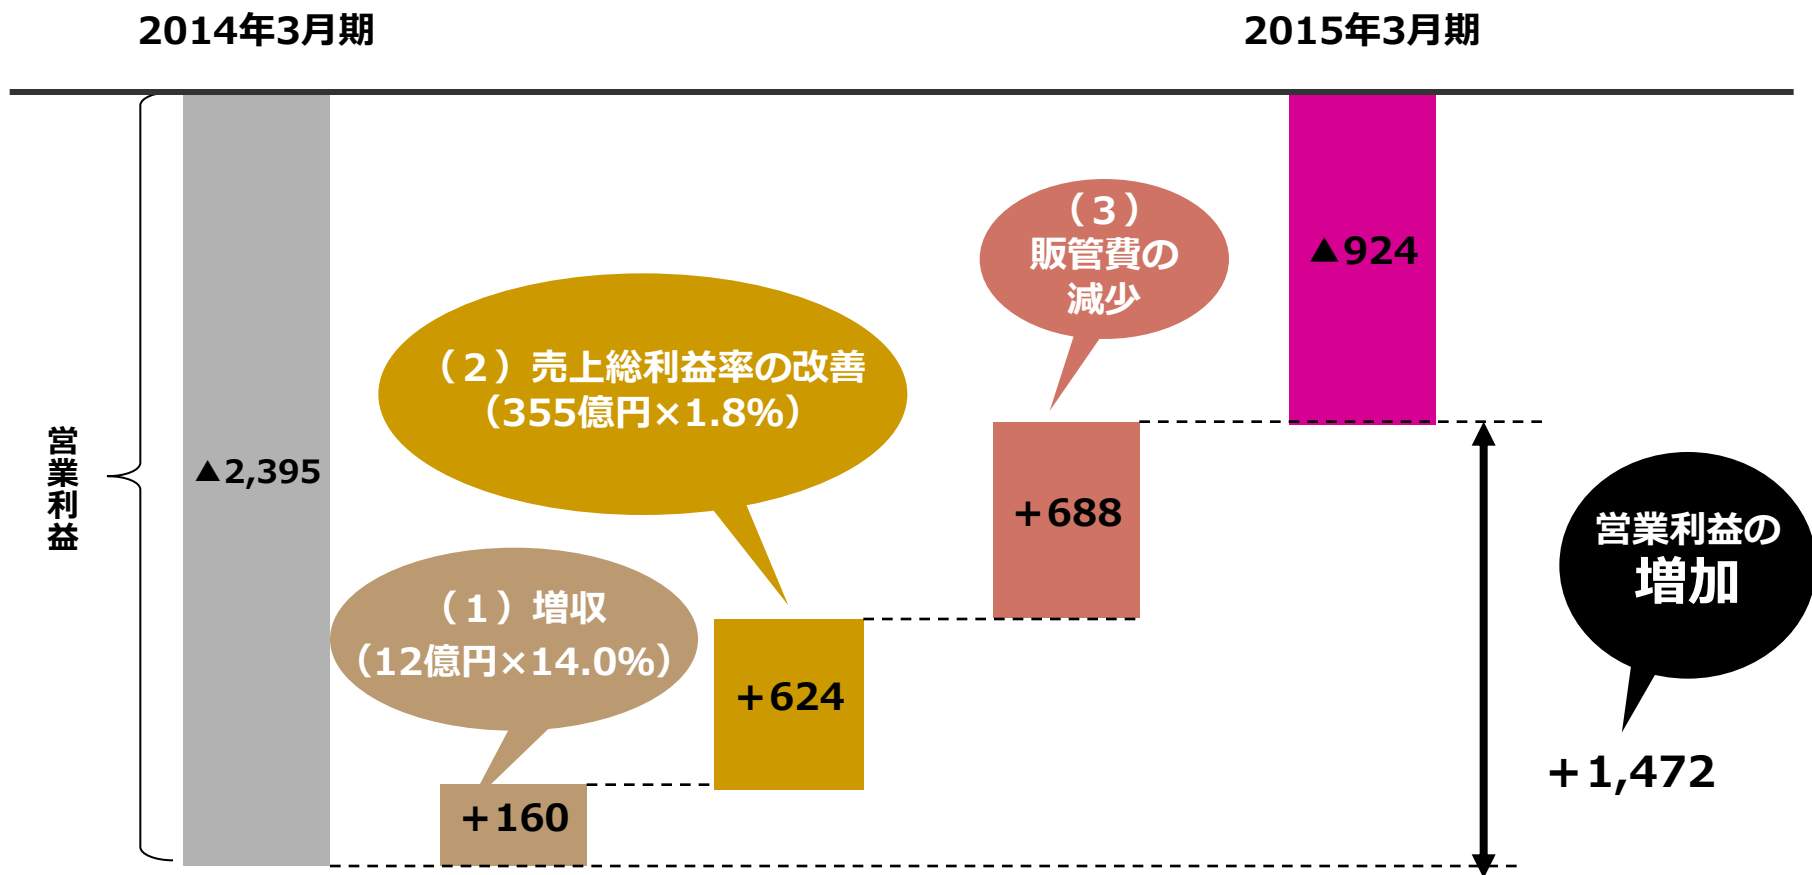 2014年3月期
2015年3月期
営業利益
▲2,395
（１）増収
（12億円×14.0%）
＋160
（２）売上総利益率の改善
（355億円×1.8%）
＋624
（３）
販管費の
減少
＋688
▲924
営業利益の
増加
＋1,472